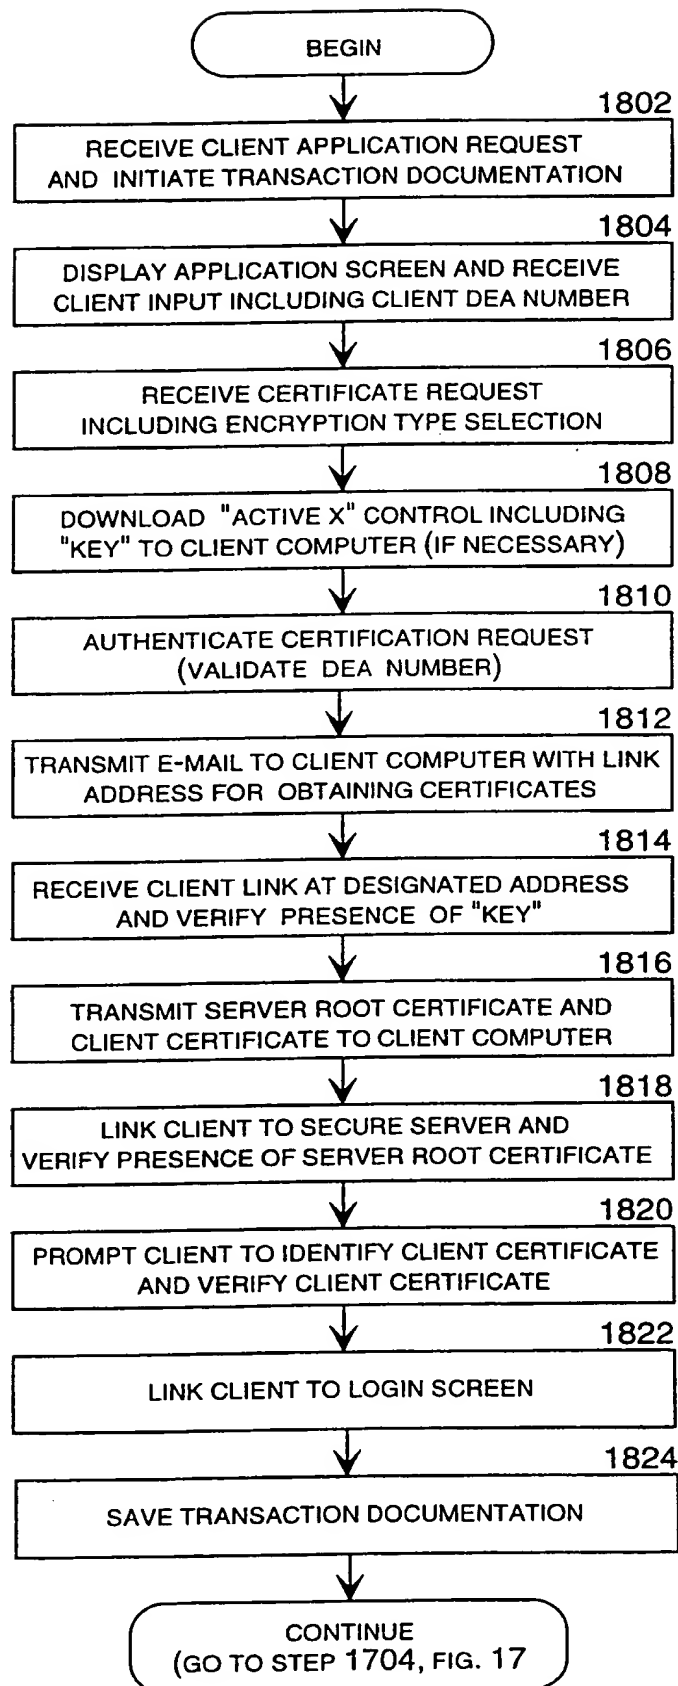 BEGIN
1802
RECEIVE CLIENT APPLICATION REQUEST
AND INITIATE TRANSACTION DOCUMENTATION
1804
DISPLAY APPLICATION SCREEN AND RECEIVE
CLIENT INPUT INCLUDING CLIENT DEA NUMBER
1806
RECEIVE CERTIFICATE REQUEST
INCLUDING ENCRYPTION TYPE SELECTION
1808
DOWNLOAD "ACTIVE X" CONTROL INCLUDING
"KEY" TO CLIENT COMPUTER (IF NECESSARY)
1810
AUTHENTICATE CERTIFICATION REQUEST
(VALIDATE DEA NUMBER)
1812
TRANSMIT E-MAIL TO CLIENT COMPUTER WITH LINK
ADDRESS FOR OBTAINING CERTIFICATES
1814
RECEIVE CLIENT LINK AT DESIGNATED ADDRESS
AND VERIFY PRESENCE OF "KEY"
1816
TRANSMIT SERVER ROOT CERTIFICATE AND
CLIENT CERTIFICATE TO CLIENT COMPUTER
1818
LINK CLIENT TO SECURE SERVER AND
VERIFY PRESENCE OF SERVER ROOT CERTIFICATE
1820
PROMPT CLIENT TO IDENTIFY CLIENT CERTIFICATE
AND VERIFY CLIENT CERTIFICATE
1822
LINK CLIENT TO LOGIN SCREEN
1824
SAVE TRANSACTION DOCUMENTATION
CONTINUE
(GO TO STEP 1704, FIG. 17